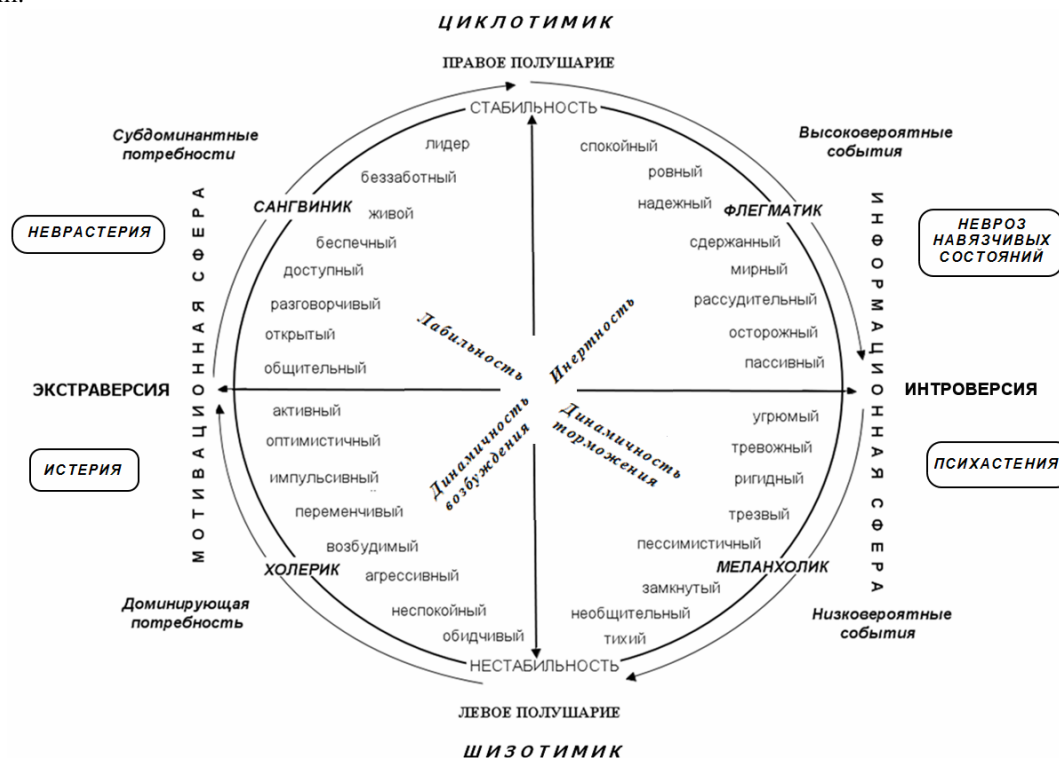 ЦИКЛОТИМИК
ПРАВОЕ ПОЛУШАРИЕ
СТАБИЛЬНОСТЬ
Субдоминантные
потребности
Высоковероятные
события
лидер
беззаботный
САНГВИНИК
живой
беспечный
доступный
разговорчивый
открытый
общительный
спокойный
ровный
надежный
ФЛЕГМАТИК
сдержанный
мирный
рассудительный
осторожный
пассивный
НЕВРАСТЕРИЯ
МОТИВАЦИОННАЯ СФЕРА
НЕВРОЗ
НАВЯЗЧИВЫХ
СОСТОЯНИЙ
ИНФОРМАЦИОННАЯ СФЕРА
Лабильность
Инертность
ЭКСТРАВЕРСИЯ
ИНТРОВЕРСИЯ
Динамичность
возбуждения
Динамичность
торможения
ИСТЕРИЯ
ПСИХАСТЕНИЯ
активный
оптимистичный
импульсивный
переменчивый
возбудимый
ХОЛЕРИК
агрессивный
неспокойный
обидчивый
угрюмый
тревожный
ригидный
трезвый
пессимистичный
МЕЛАНХОЛИК
замкнутый
необщительный
тихий
Доминирующая
потребность
Низковероятные
события
НЕСТАБИЛЬНОСТЬ
ЛЕВОЕ ПОЛУШАРИЕ
ШИЗОТИМИК